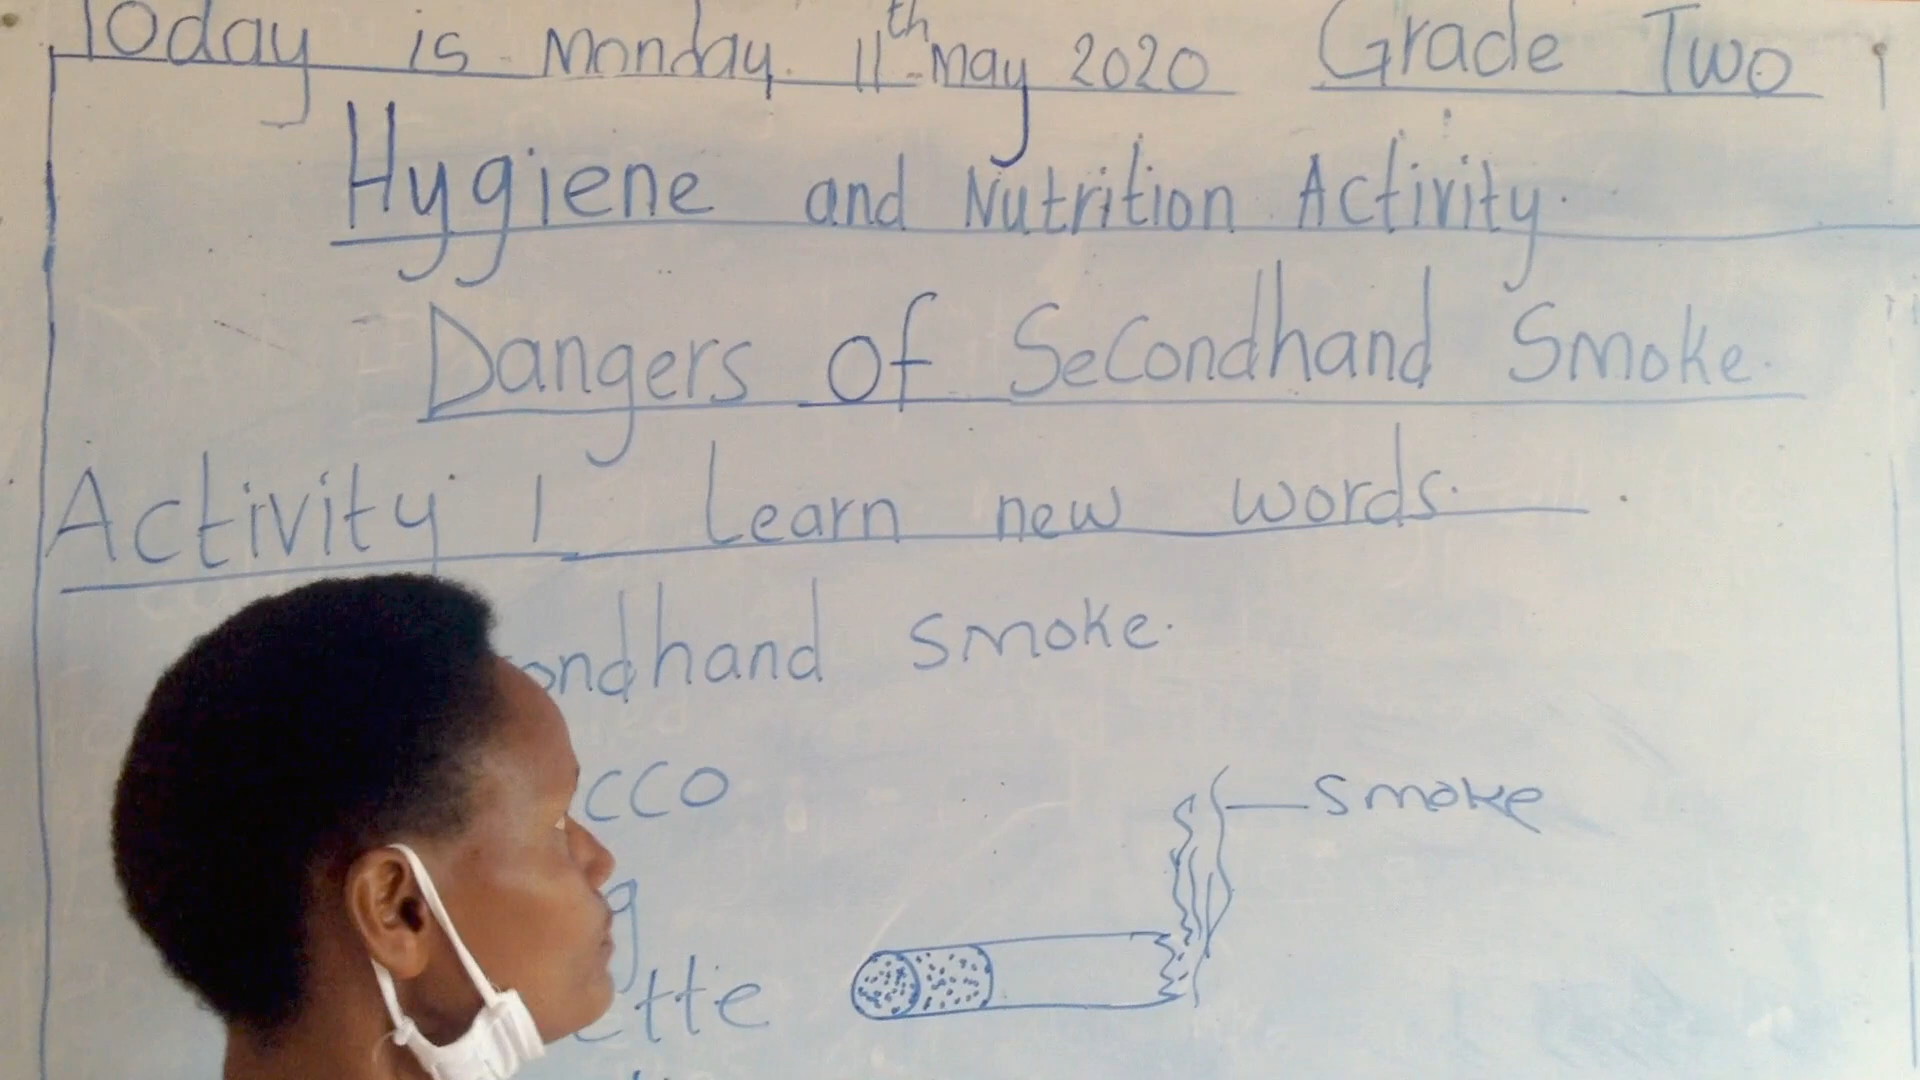 Today is Monday. 11th May 2020 Grade Two
Hygiene and Nutrition Activity.
Dangers of Secondhand Smoke.
Activity 1 Learn new words.
ondhand smoke.
cco
smoke
g
tte